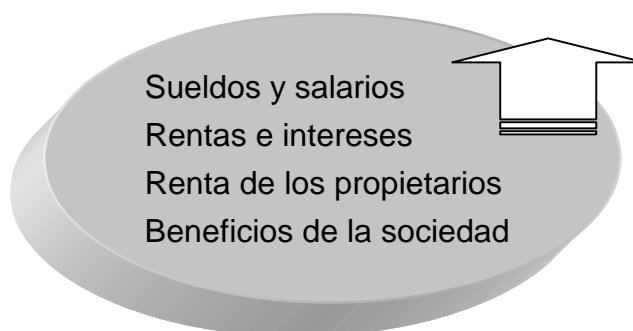 Sueldos y salarios
Rentas e intereses
Renta de los propietarios
Beneficios de la sociedad